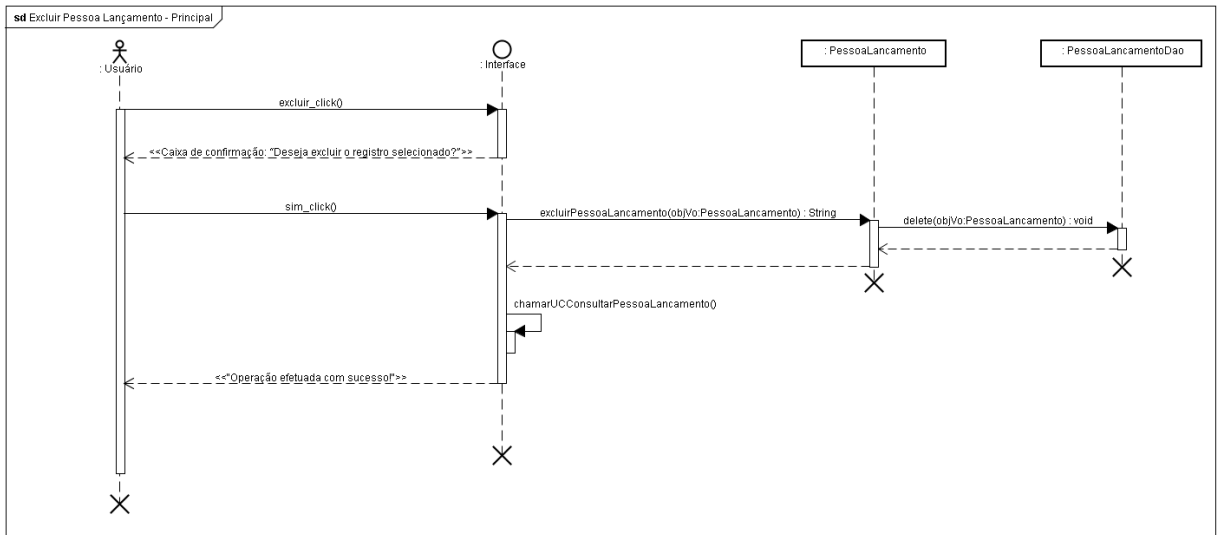 sd Excluir Pessoa Lançamento - Principal
: Usuário
: Interface
: PessoaLancamento
: PessoaLancamentoDao
excluir_click()
<<Caixa de confirmação: "Deseja excluir o registro selecionado?">>
sim_click()
excluirPessoaLancamento(objVo:PessoaLancamento) : String
delete(objVo:PessoaLancamento) : void
chamarUCConsultarPessoaLancamento()
<<"Operação efetuada com sucesso!">>